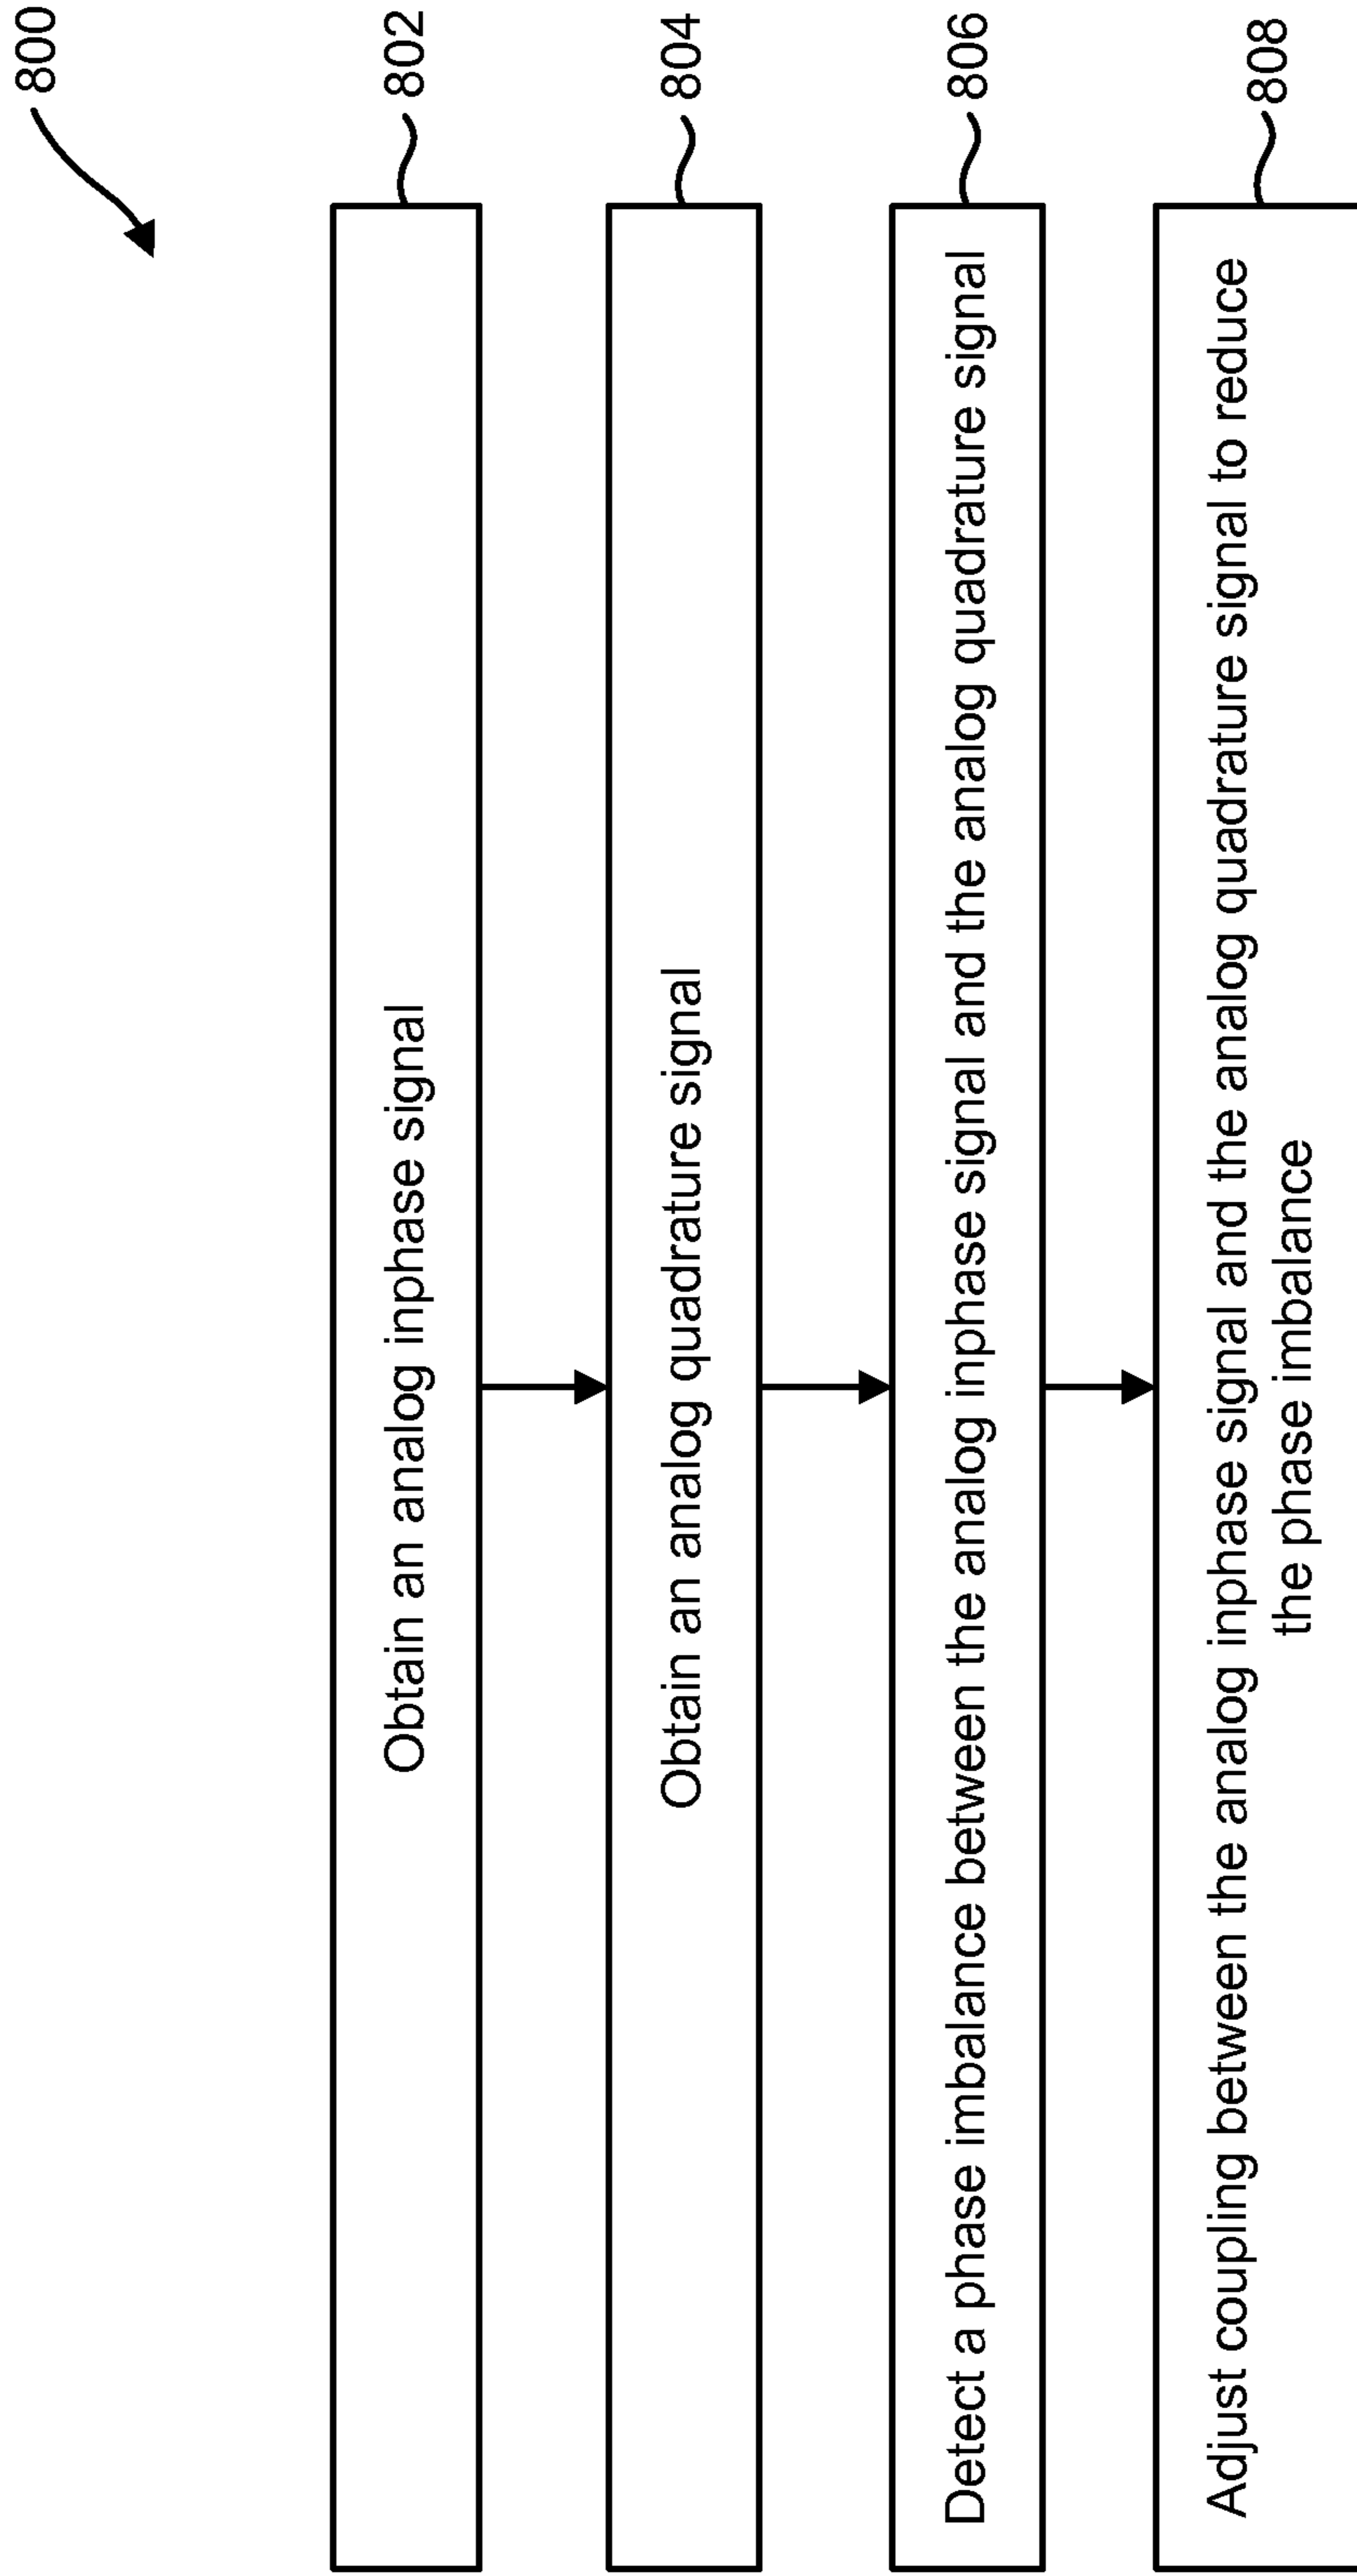 800
Obtain an analog inphase signal
802
Obtain an analog quadrature signal
804
Detect a phase imbalance between the analog inphase signal and the analog quadrature signal
806
Adjust coupling between the analog inphase signal and the analog quadrature signal to reduce
the phase imbalance
808